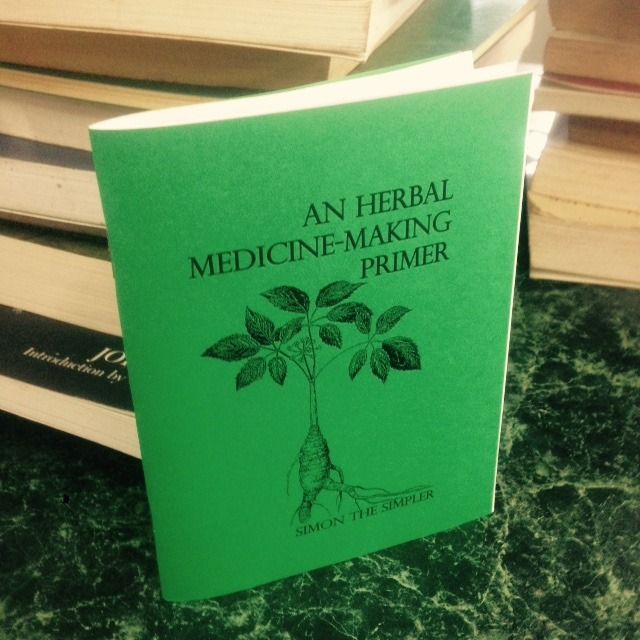 AN HERBAL
MEDICINE-MAKING
PRIMER
SIMON THE SIMPLER
Introduction by